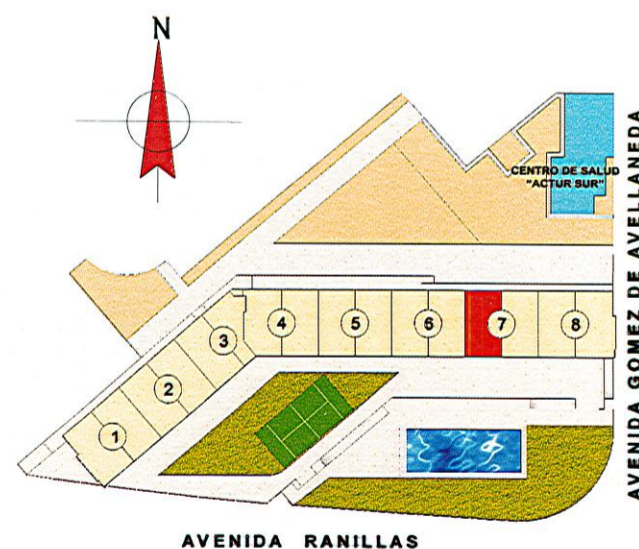 N
CENTRO DE SALUD
"ACTUR SUR"
AVENIDA GOMEZ DE AVELLANEDA
4
5
6
7
8
3
2
1
AVENIDA RANILLAS